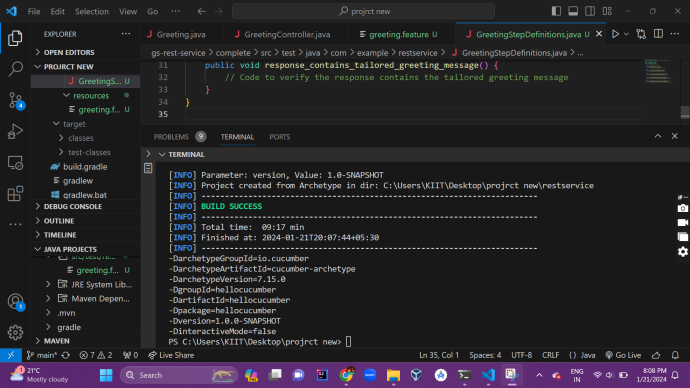 File Edit Selection View Go ··· projrct new
EXPLORER ···
Greeting.java
GreetingController.java
greeting.feature U
GreetingStepDefinitions.java U
gs-rest-service > complete > src > test > java > com > example > restservice > GreetingStepDefinitions.java > ...
OPEN EDITORS
PROJECT NEW
GreetingS... U
resources
greeting.f... U
target
classes
test-classes
build.gradle
gradlew
gradlew.bat
DEBUG CONSOLE
OUTLINE
TIMELINE
JAVA PROJECTS
src/test/re...
greeting.f... U
JRE System Lib...
Maven Depen...
.mvn
gradle
MAVEN
31 public void response_contains_tailored_greeting_message() {
32 // Code to verify the response contains the tailored greeting message
33 }
34 }
35
PROBLEMS 9 TERMINAL PORTS
TERMINAL
[INFO] Parameter: version, Value: 1.0-SNAPSHOT
[INFO] Project created from Archetype in dir: C:\Users\KIIT\Desktop\projrct new\restservice
[INFO] ------------------------------------------------------------------------
[INFO] BUILD SUCCESS
[INFO] ------------------------------------------------------------------------
[INFO] Total time:  09:17 min
[INFO] Finished at: 2024-01-21T20:07:44+05:30
[INFO] ------------------------------------------------------------------------
-DarchetypeGroupId=io.cucumber
-DarchetypeArtifactId=cucumber-archetype
-DarchetypeVersion=7.15.0
-DgroupId=hellocucumber
-DartifactId=hellocucumber
-Dpackage=hellocucumber
-Dversion=1.0.0-SNAPSHOT
-DinteractiveMode=false
PS C:\Users\KIIT\Desktop\projrct new>
main* 7 2 0 Live Share Ln 35, Col 1 Spaces: 4 UTF-8 CRLF {} Java Go Live
21°C
Mostly cloudy
Search
ENG
IN
8:08 PM
1/21/2024